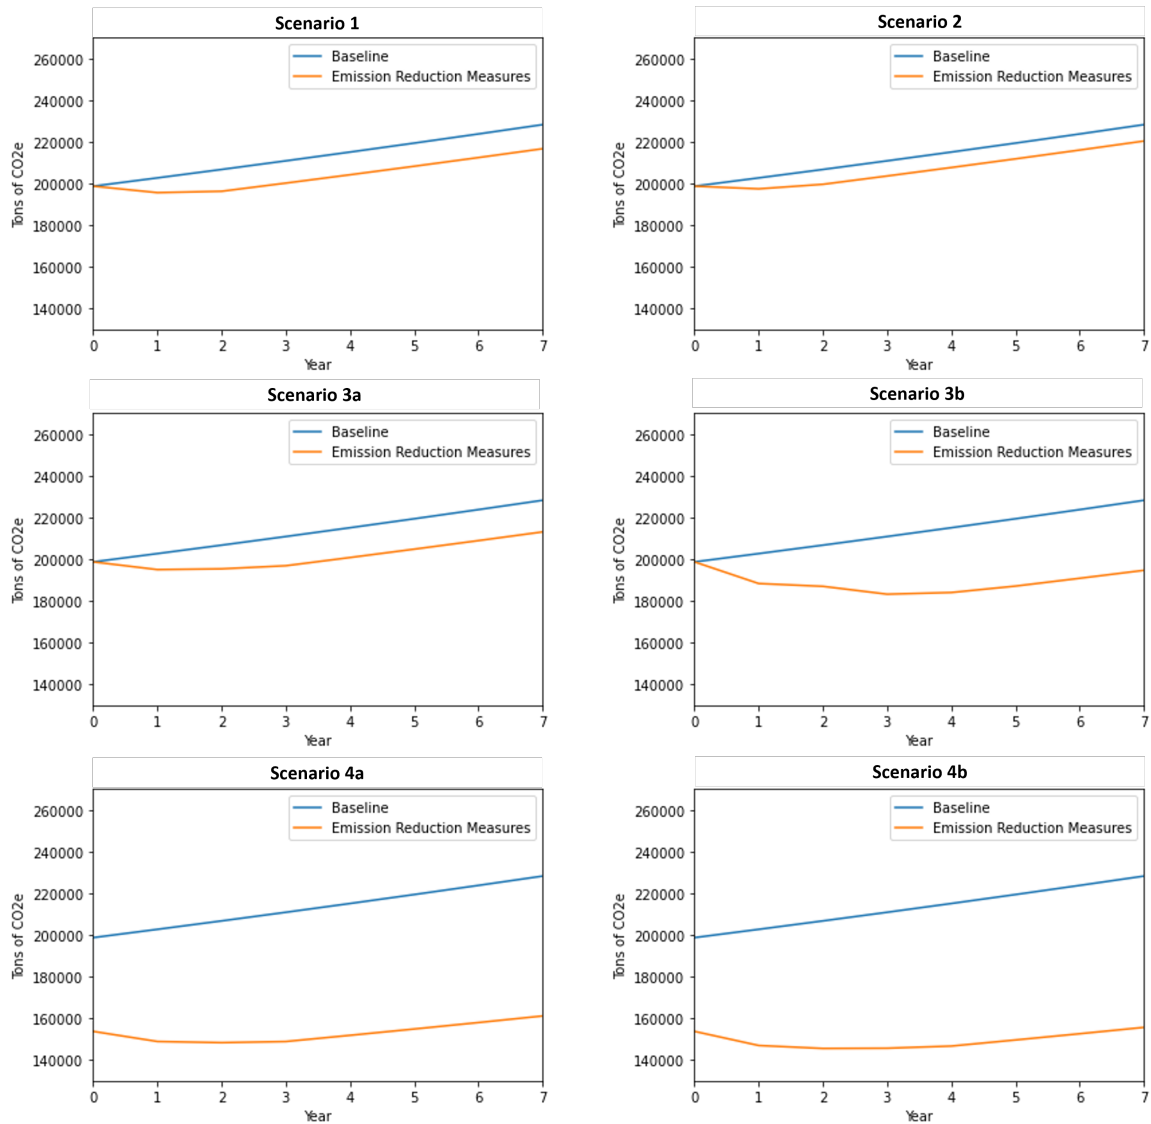 Scenario 1
Baseline
Emission Reduction Measures
260000
240000
220000
200000
180000
160000
140000
Tons of CO2e
0 1 2 3 4 5 6 7
Year
Scenario 2
Baseline
Emission Reduction Measures
260000
240000
220000
200000
180000
160000
140000
Tons of CO2e
0 1 2 3 4 5 6 7
Year
Scenario 3a
Baseline
Emission Reduction Measures
260000
240000
220000
200000
180000
160000
140000
Tons of CO2e
0 1 2 3 4 5 6 7
Year
Scenario 3b
Baseline
Emission Reduction Measures
260000
240000
220000
200000
180000
160000
140000
Tons of CO2e
0 1 2 3 4 5 6 7
Year
Scenario 4a
Baseline
Emission Reduction Measures
260000
240000
220000
200000
180000
160000
140000
Tons of CO2e
0 1 2 3 4 5 6 7
Year
Scenario 4b
Baseline
Emission Reduction Measures
260000
240000
220000
200000
180000
160000
140000
Tons of CO2e
0 1 2 3 4 5 6 7
Year